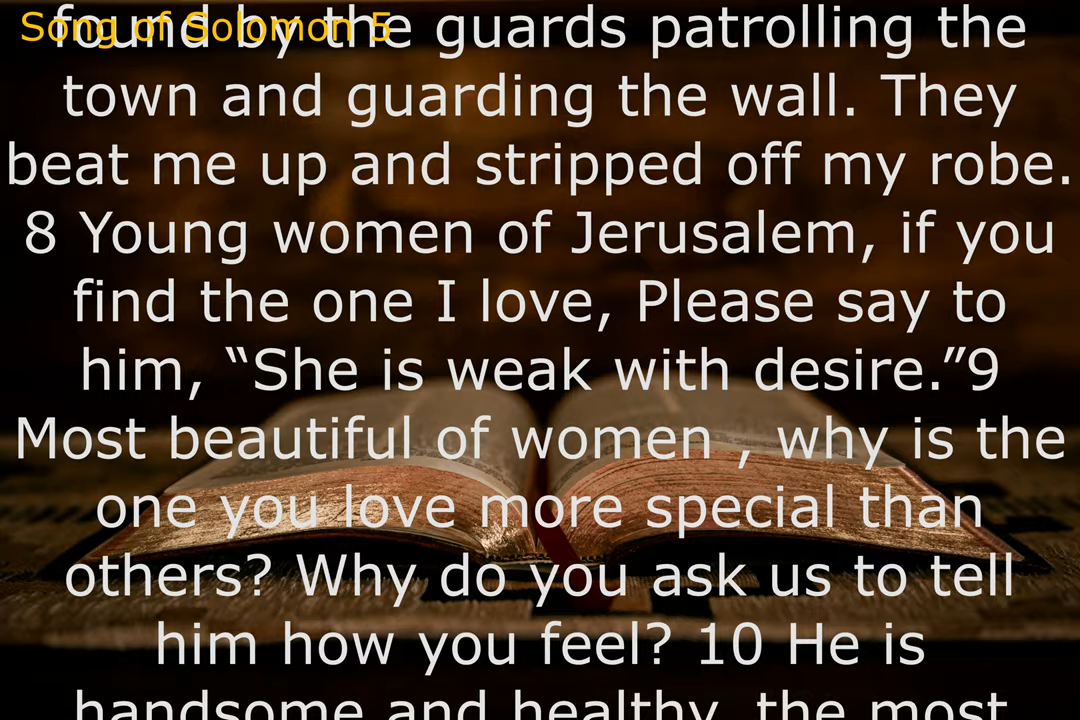 Song of Solomon 5
found by the guards patrolling the
town and guarding the wall. They
beat me up and stripped off my robe.
8 Young women of Jerusalem, if you
find the one I love, Please say to
him, “She is weak with desire.”9
Most beautiful of women , why is the
one you love more special than
others? Why do you ask us to tell
him how you feel? 10 He is
handsome and healthy, the most